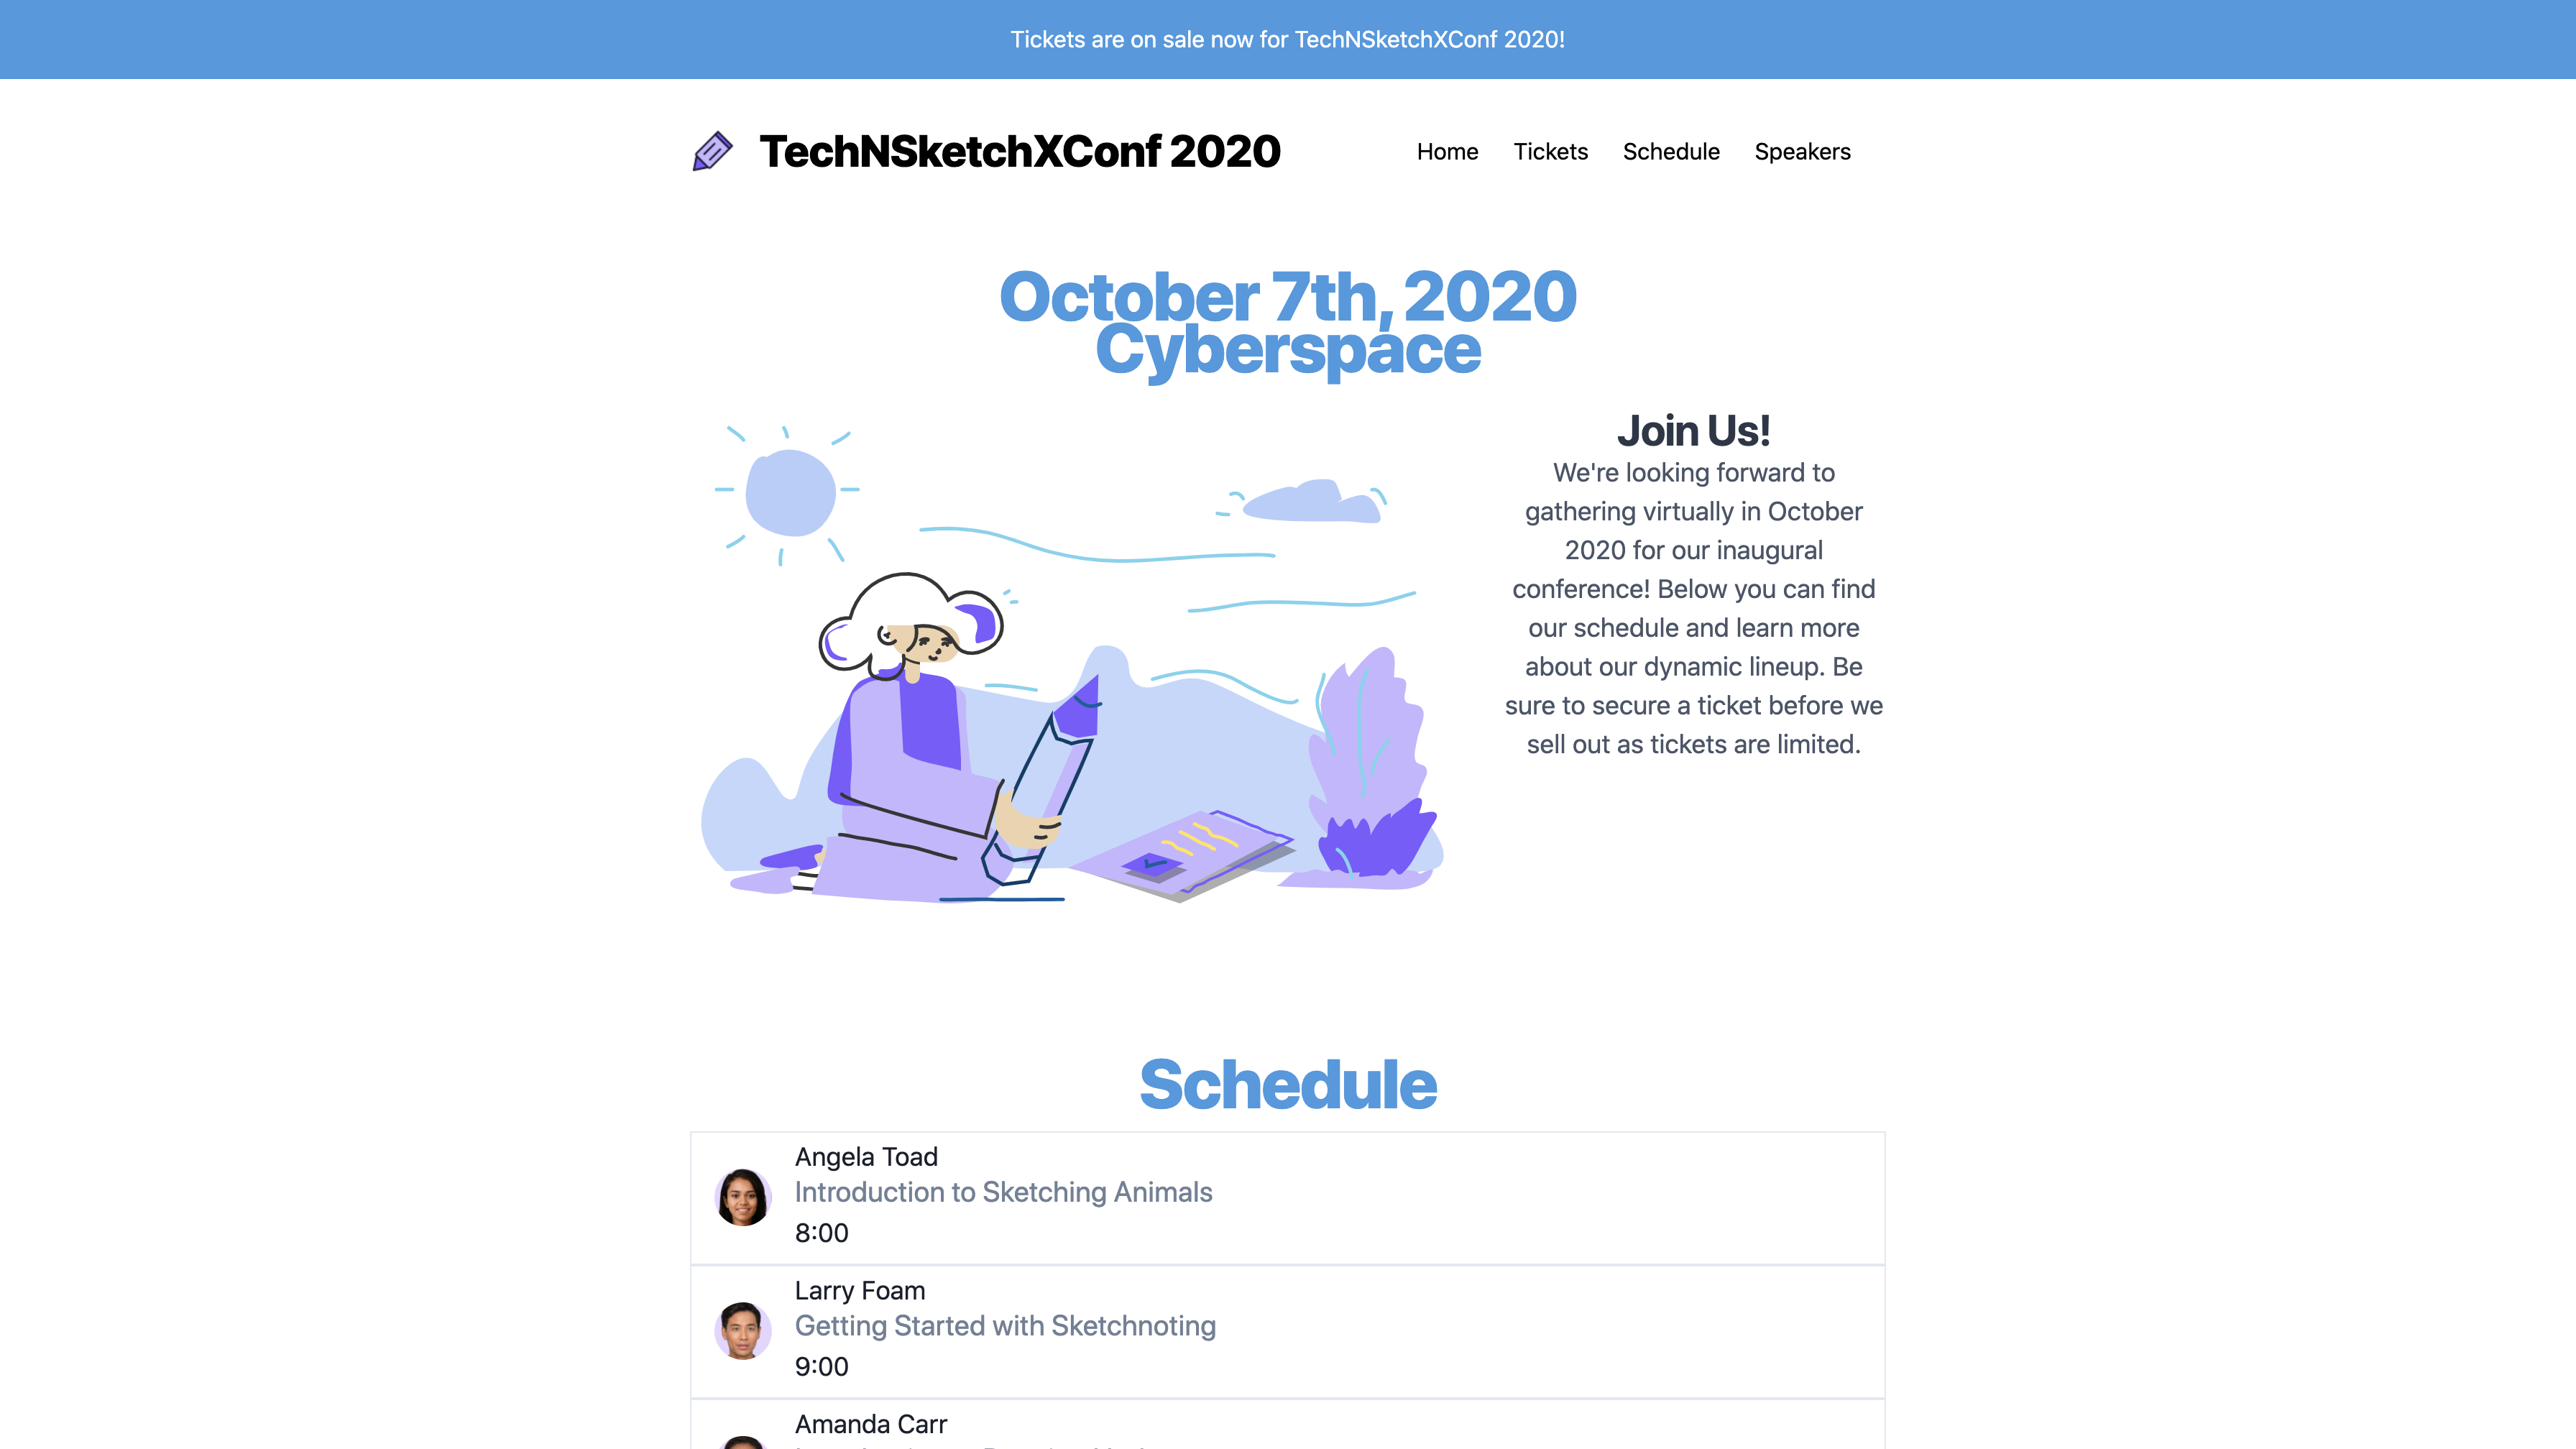 Tickets are on sale now for TechNSketchXConf 2020!
TechNSketchXConf 2020
Home
Tickets
Schedule
Speakers
October 7th, 2020
Cyberspace
Join Us!
We're looking forward to
gathering virtually in October
2020 for our inaugural
conference! Below you can find
our schedule and learn more
about our dynamic lineup. Be
sure to secure a ticket before we
sell out as tickets are limited.
Schedule
Angela Toad
Introduction to Sketching Animals
8:00
Larry Foam
Getting Started with Sketchnoting
9:00
Amanda Carr